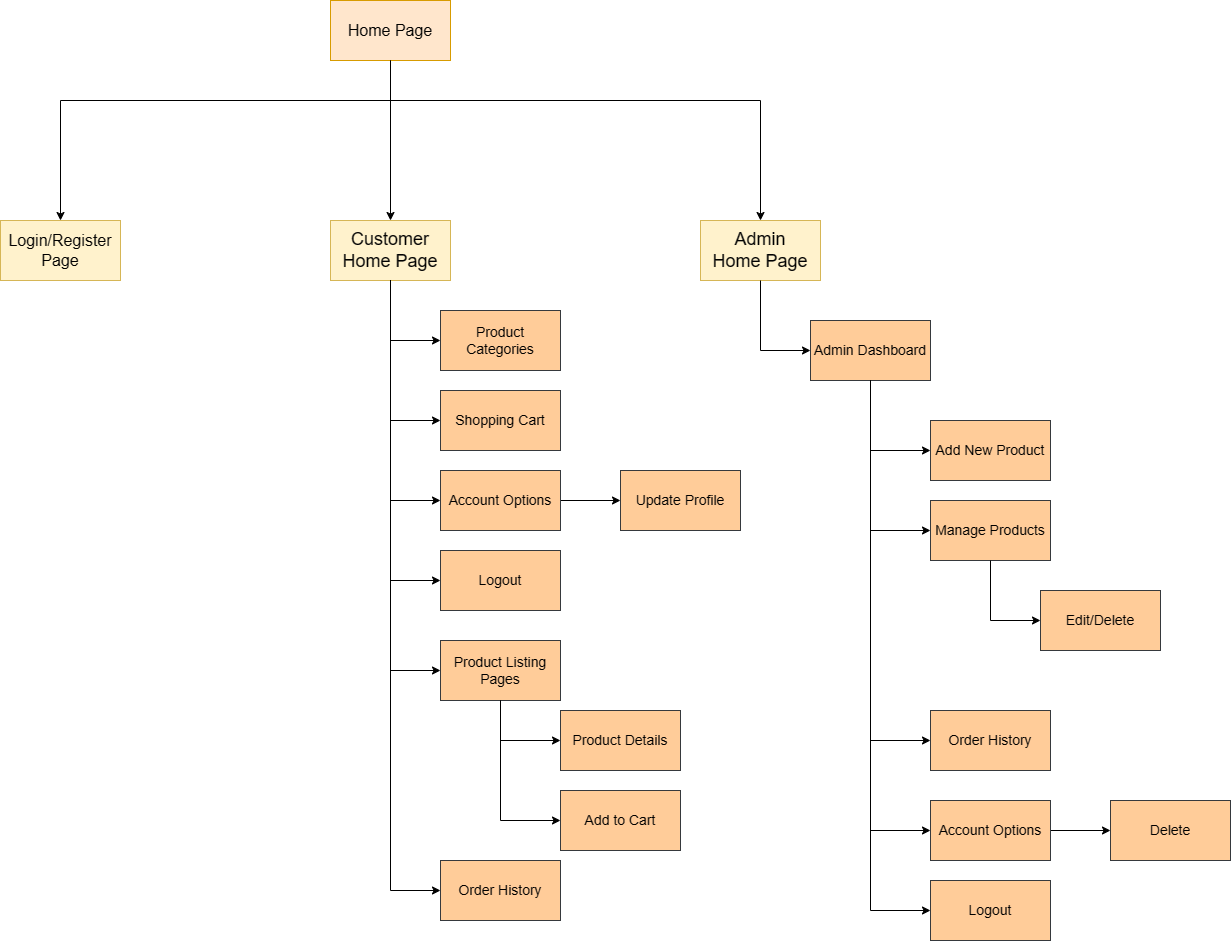 Home Page
Login/Register
Page
Customer
Home Page
Admin
Home Page
Product
Categories
Shopping Cart
Account Options
Update Profile
Logout
Product Listing
Pages
Product Details
Add to Cart
Order History
Admin Dashboard
Add New Product
Manage Products
Edit/Delete
Order History
Account Options
Delete
Logout